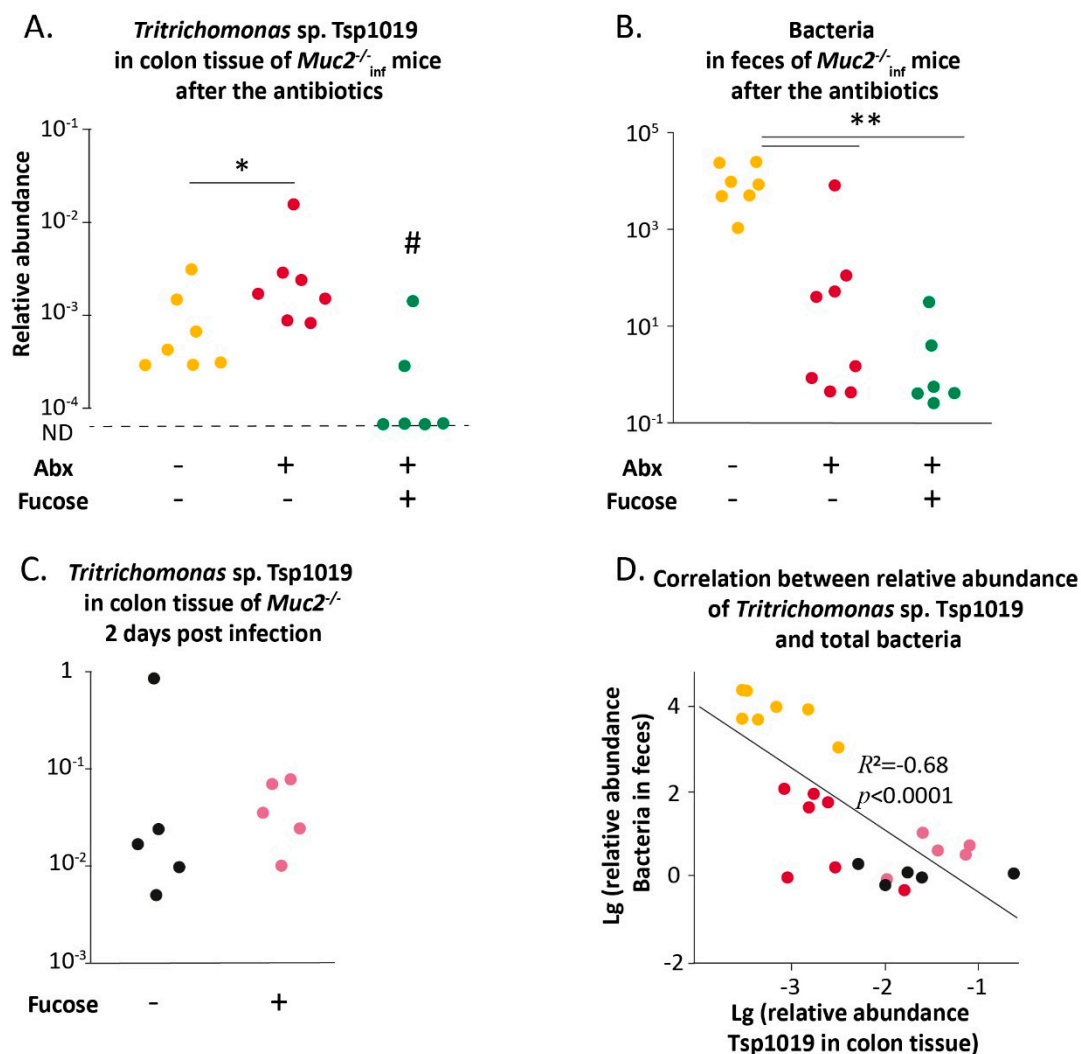 A.
Tritrichomonas sp. Tsp1019
in colon tissue of Muc2-/-inf mice
after the antibiotics
Relative abundance
10-1
10-2
10-3
10-4
ND
*
#
Abx - + +
Fucose - - +
B.
Bacteria
in feces of Muc2-/-inf mice
after the antibiotics
105
103
101
10-1
**
Abx - + +
Fucose - - +
C.
Tritrichomonas sp. Tsp1019
in colon tissue of Muc2-/-
2 days post infection
1
10-1
10-2
10-3
Fucose - +
D.
Correlation between relative abundance
of Tritrichomonas sp. Tsp1019
and total bacteria
Lg (relative abundance
Bacteria in feces)
4
2
0
-2
R²=-0.68
p<0.0001
-3 -2 -1
Lg (relative abundance
Tsp1019 in colon tissue)